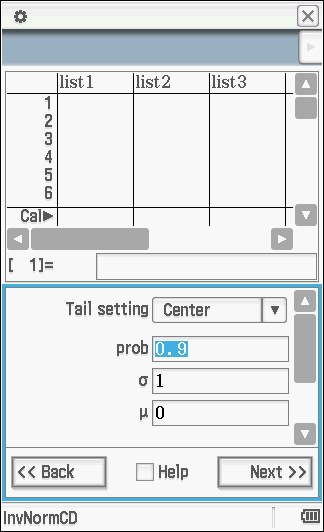 list1 list2 list3
1
2
3
4
5
6
Cal▶
[ 1]=
Tail setting Center
prob 0.9
σ 1
μ 0
<< Back Help Next >>
InvNormCD